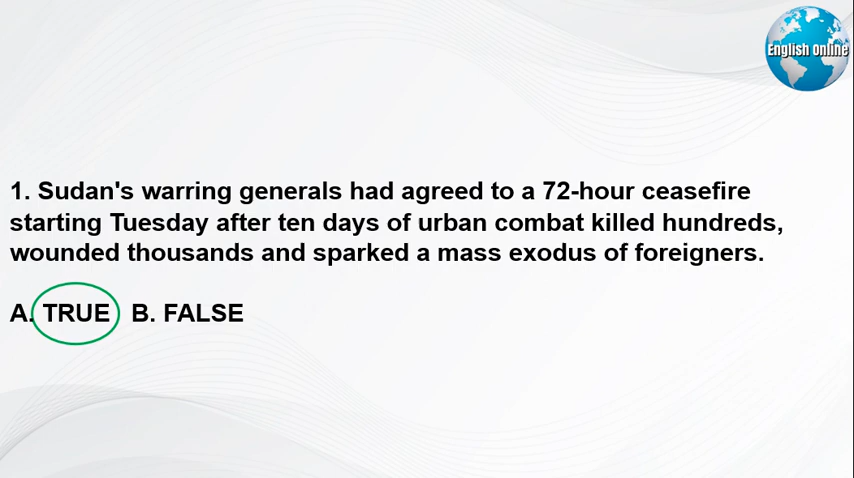 English Online
1. Sudan's warring generals had agreed to a 72-hour ceasefire
starting Tuesday after ten days of urban combat killed hundreds,
wounded thousands and sparked a mass exodus of foreigners.
A. TRUE B. FALSE